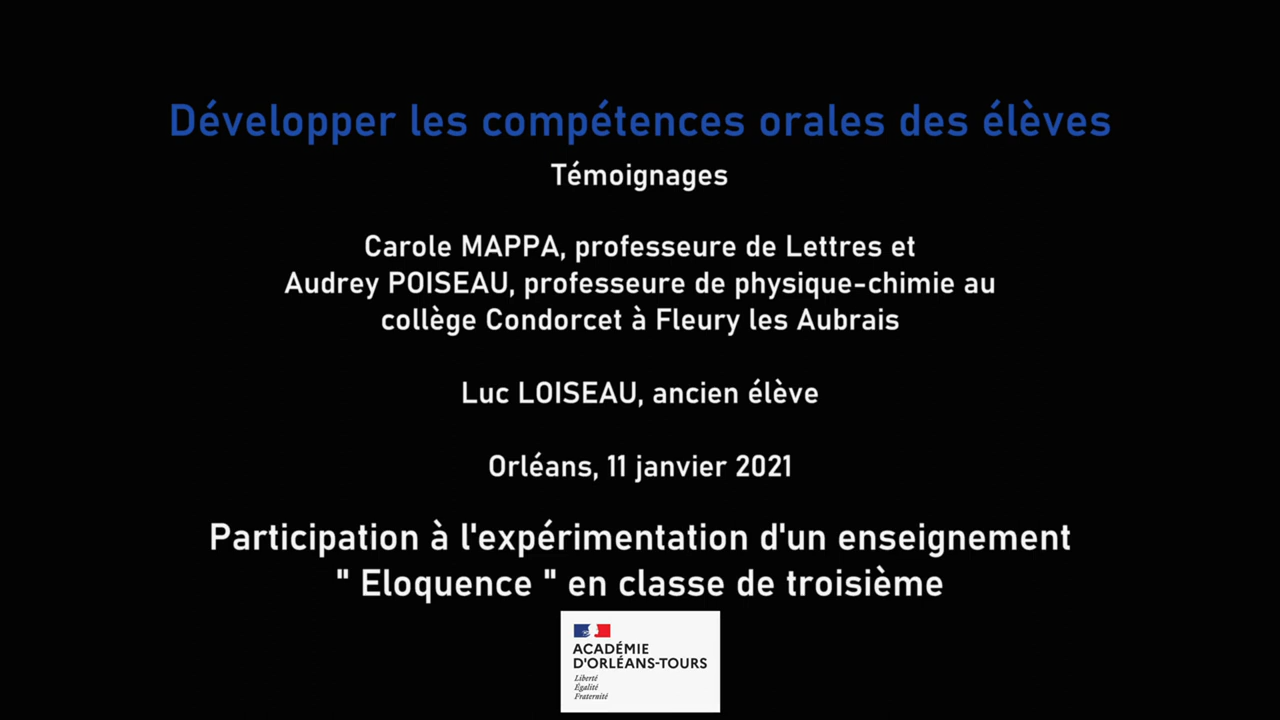 Développer les compétences orales des élèves
Témoignages
Carole MAPPA, professeure de Lettres et
Audrey POISEAU, professeure de physique-chimie au
collège Condorcet à Fleury les Aubrais
Luc LOISEAU, ancien élève
Orléans, 11 janvier 2021
Participation à l'expérimentation d'un enseignement
" Eloquence " en classe de troisième
ACADÉMIE
D'ORLÉANS-TOURS
Liberté
Égalité
Fraternité